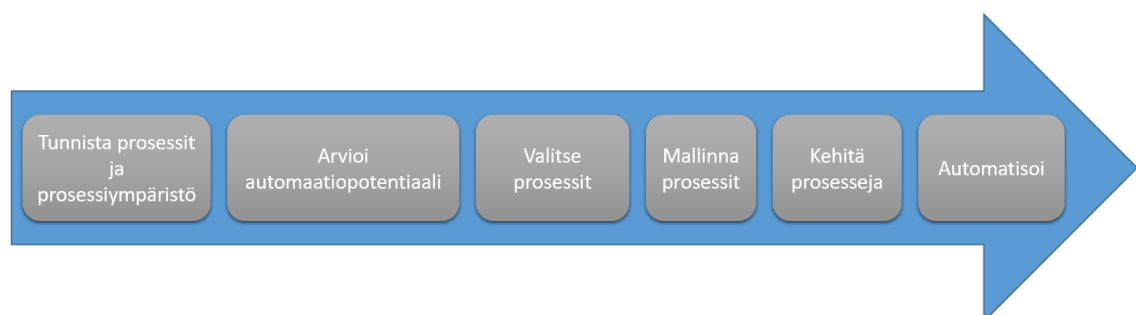 Tunnista prosessit
ja
prosessiympäristö
Arvioi
automaatiopotentiaali
Valitse
prosessit
Mallinna
prosessit
Kehitä
prosesseja
Automatisoi